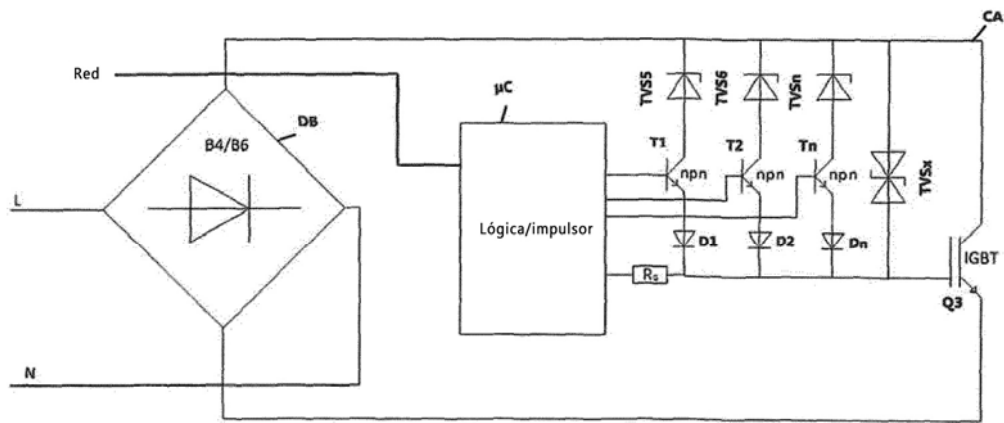 CA
Red
TVS5
TVS6
TVSn
µC
DB
B4/B6
T1
T2
Tn
npn
npn
npn
TVSx
L
Lógica/impulsor
D1
D2
Dn
IGBT
RG
Q3
N